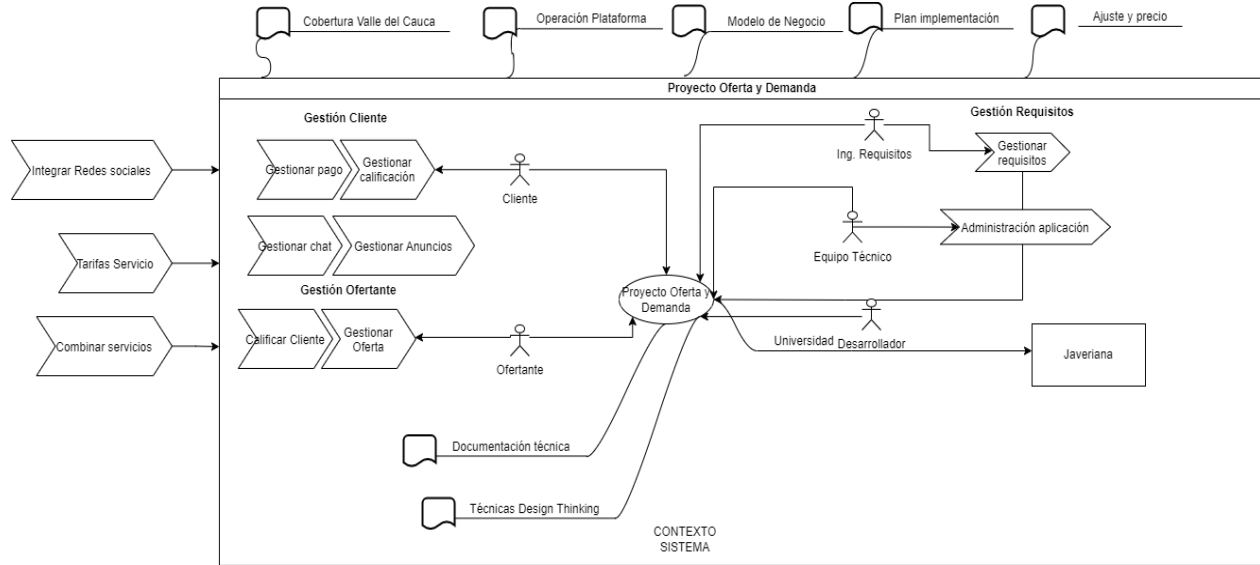 Cobertura Valle del Cauca
Operación Plataforma
Modelo de Negocio
Plan implementación
Ajuste y precio
Proyecto Oferta y Demanda
Gestión Cliente
Gestión Requisitos
Integrar Redes sociales
Gestionar pago
Gestionar
calificación
Cliente
Ing. Requisitos
Gestionar
requisitos
Tarifas Servicio
Gestionar chat
Gestionar Anuncios
Equipo Técnico
Administración aplicación
Gestión Ofertante
Proyecto Oferta y
Demanda
Combinar servicios
Calificar Cliente
Gestionar
Oferta
Ofertante
Universidad
Desarrollador
Javeriana
Documentación técnica
Técnicas Design Thinking
CONTEXTO
SISTEMA